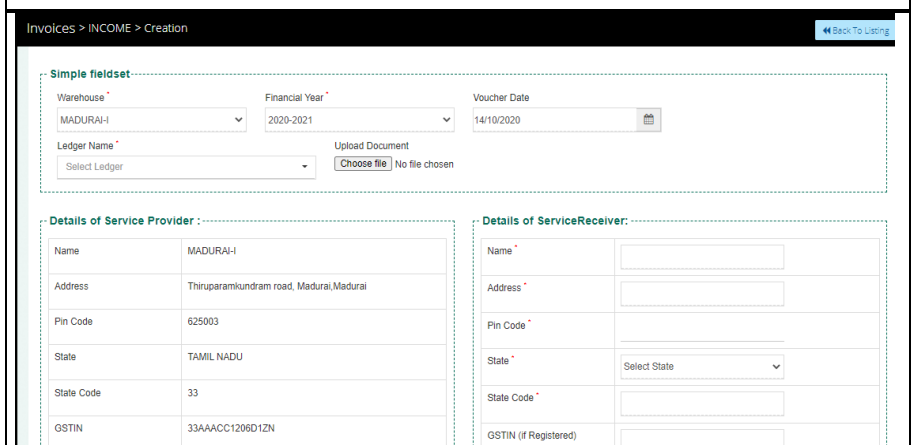 Invoices > INCOME > Creation
Back To Listing
Simple fieldset
Warehouse * Financial Year * Voucher Date
MADURAI-I 2020-2021 14/10/2020
Ledger Name * Upload Document
Select Ledger Choose file No file chosen
Details of Service Provider : Details of ServiceReceiver:
Name MADURAI-I Name *
Address Thiruparamkundram road, Madurai,Madurai Address *
Pin Code 625003 Pin Code *
State TAMIL NADU State * Select State
State Code 33 State Code *
GSTIN 33AAACC1206D1ZN GSTIN (if Registered)